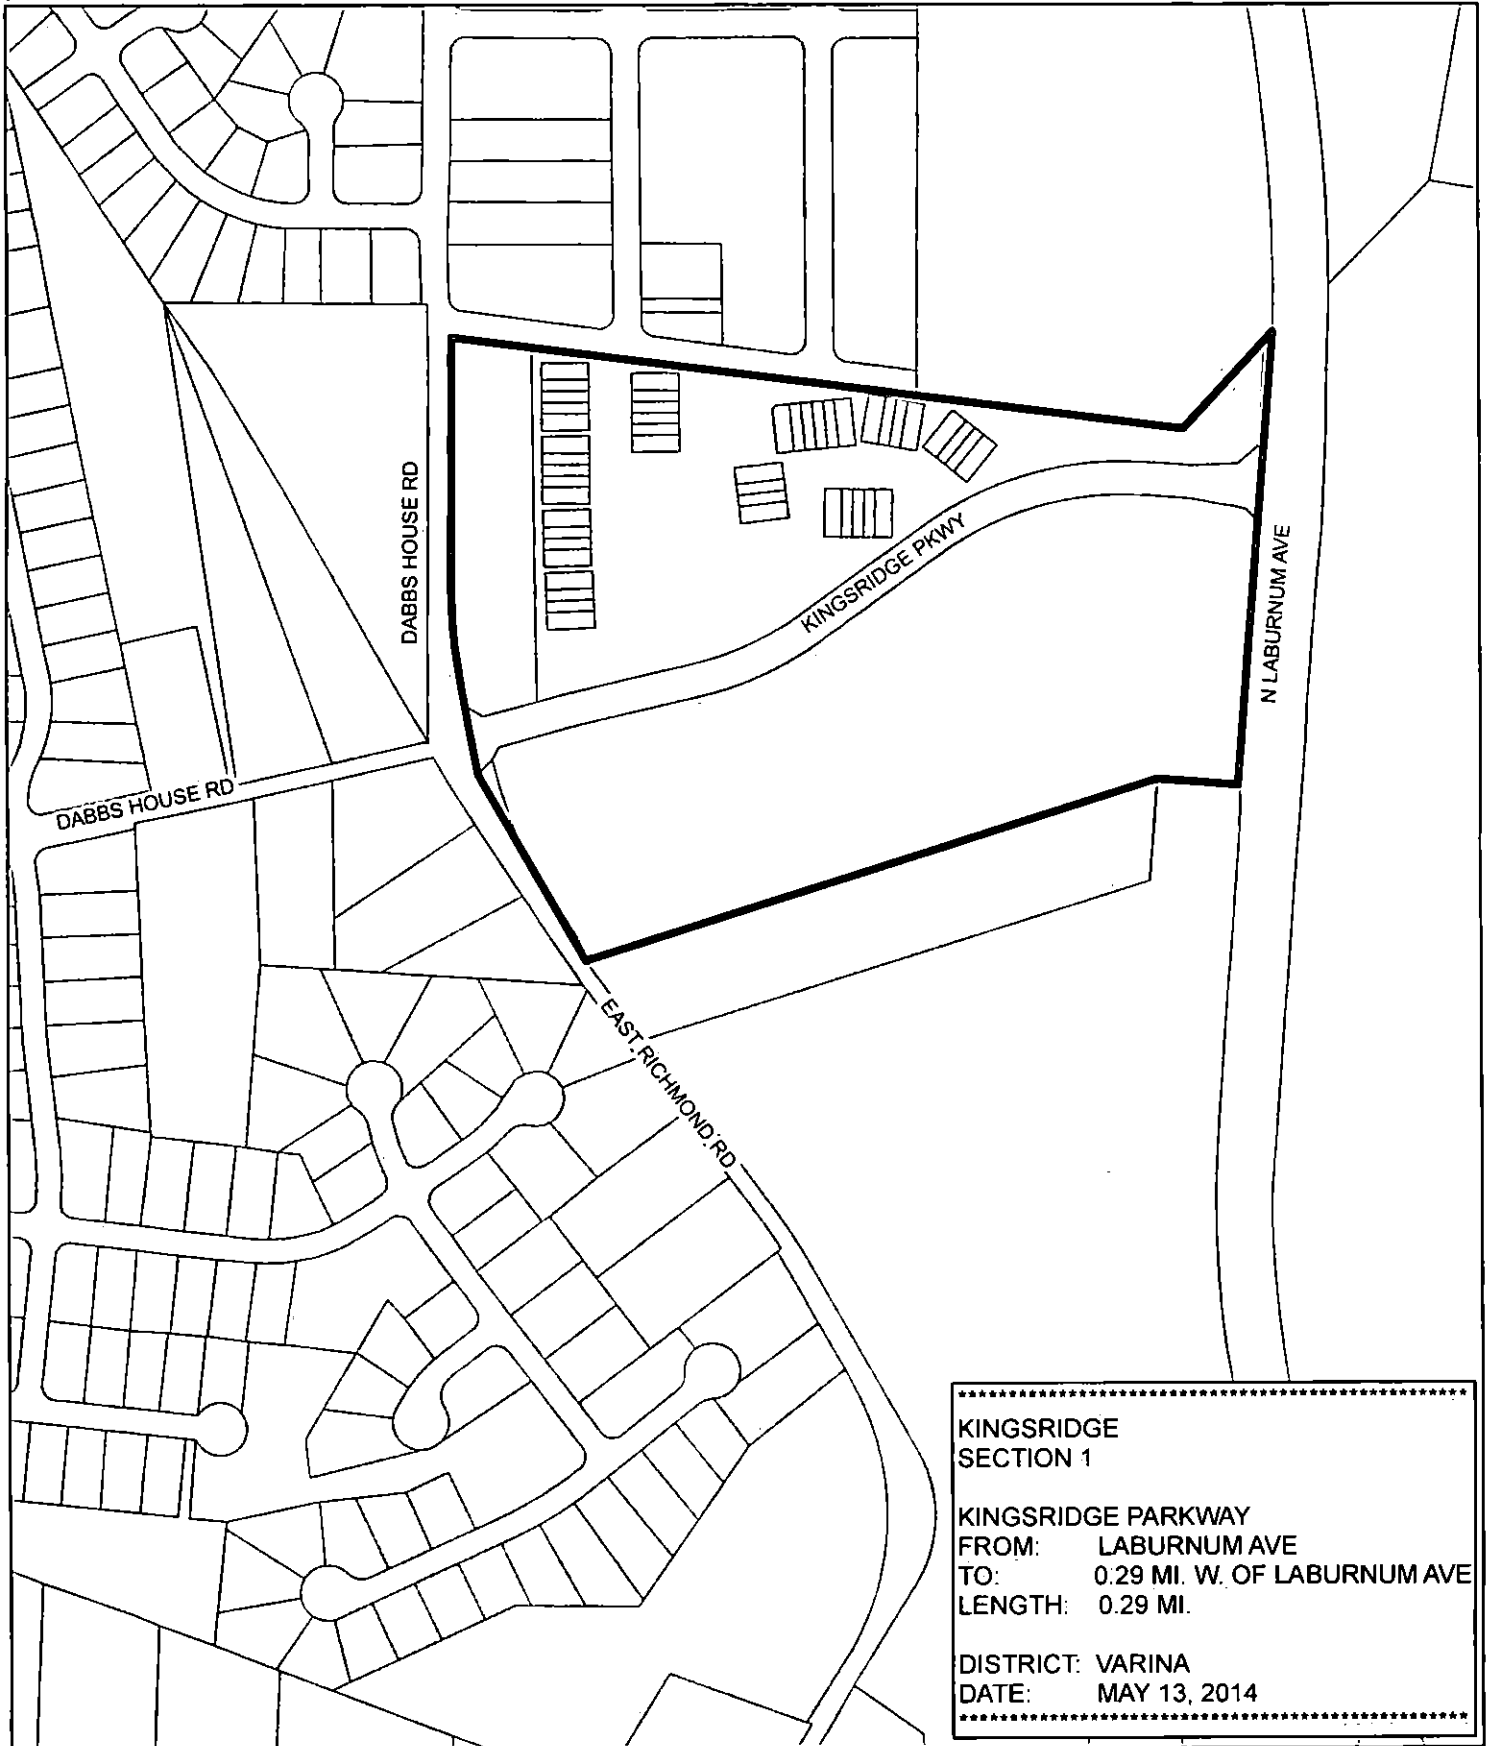 DABBS HOUSE RD
KINGSRIDGE PKWY
N LABURNUM AVE
DABBS HOUSE RD
EAST RICHMOND RD
************************************************************
KINGSRIDGE
SECTION 1
KINGSRIDGE PARKWAY
FROM: LABURNUM AVE
TO: 0.29 MI. W. OF LABURNUM AVE
LENGTH: 0.29 MI.
DISTRICT: VARINA
DATE: MAY 13, 2014
************************************************************